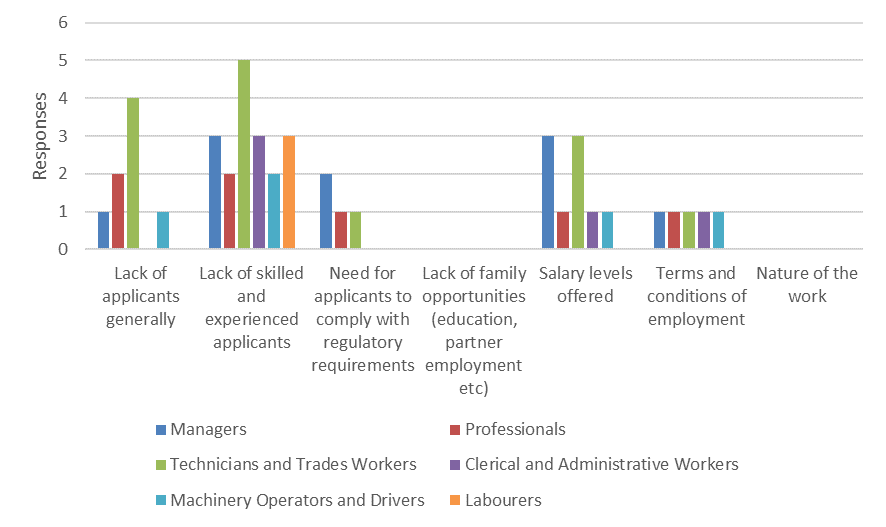 6
5
4
3
2
1
0
Responses
Lack of
applicants
generally
Lack of skilled
and
experienced
applicants
Need for
applicants to
comply with
regulatory
requirements
Lack of family
opportunities
(education,
partner
employment
etc)
Salary levels
offered
Terms and
conditions of
employment
Nature of the
work
Managers
Professionals
Technicians and Trades Workers
Clerical and Administrative Workers
Machinery Operators and Drivers
Labourers